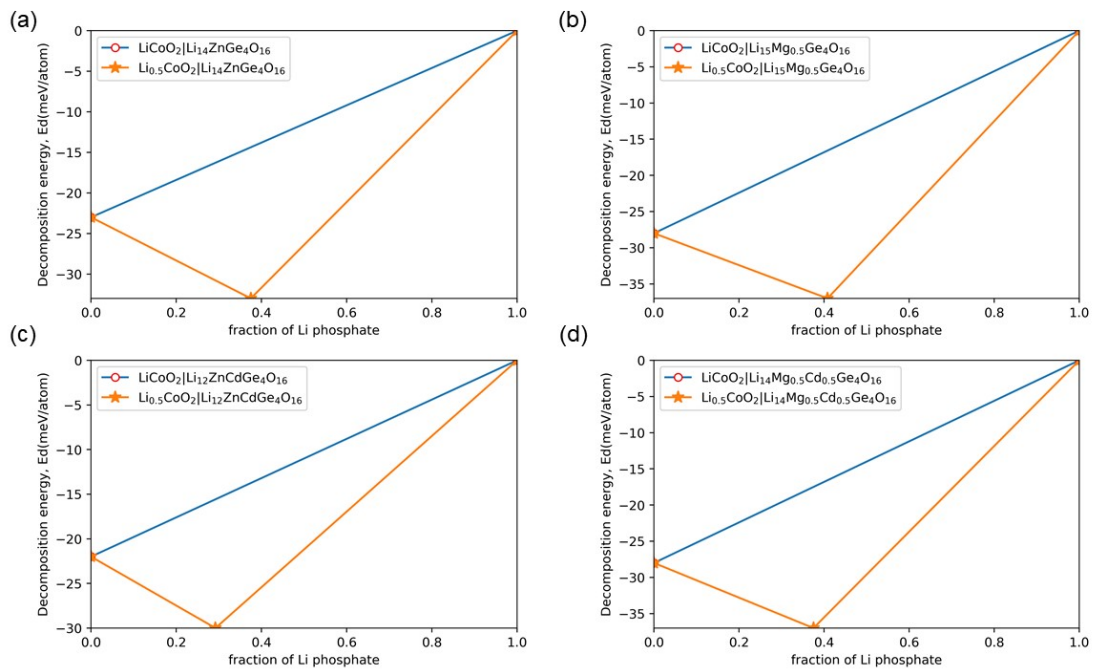 (a)
0
−5
−10
−15
−20
−25
−30
Decomposition energy, Ed(meV/atom)
LiCoO₂|Li₁₄ZnGe₄O₁₆
Li₀.₅CoO₂|Li₁₄ZnGe₄O₁₆
0.0 0.2 0.4 0.6 0.8 1.0
fraction of Li phosphate
(b)
0
−5
−10
−15
−20
−25
−30
−35
Decomposition energy, Ed(meV/atom)
LiCoO₂|Li₁₅Mg₀.₅Ge₄O₁₆
Li₀.₅CoO₂|Li₁₅Mg₀.₅Ge₄O₁₆
0.0 0.2 0.4 0.6 0.8 1.0
fraction of Li phosphate
(c)
0
−5
−10
−15
−20
−25
−30
Decomposition energy, Ed(meV/atom)
LiCoO₂|Li₁₂ZnCdGe₄O₁₆
Li₀.₅CoO₂|Li₁₂ZnCdGe₄O₁₆
0.0 0.2 0.4 0.6 0.8 1.0
fraction of Li phosphate
(d)
0
−5
−10
−15
−20
−25
−30
−35
Decomposition energy, Ed(meV/atom)
LiCoO₂|Li₁₄Mg₀.₅Cd₀.₅Ge₄O₁₆
Li₀.₅CoO₂|Li₁₄Mg₀.₅Cd₀.₅Ge₄O₁₆
0.0 0.2 0.4 0.6 0.8 1.0
fraction of Li phosphate